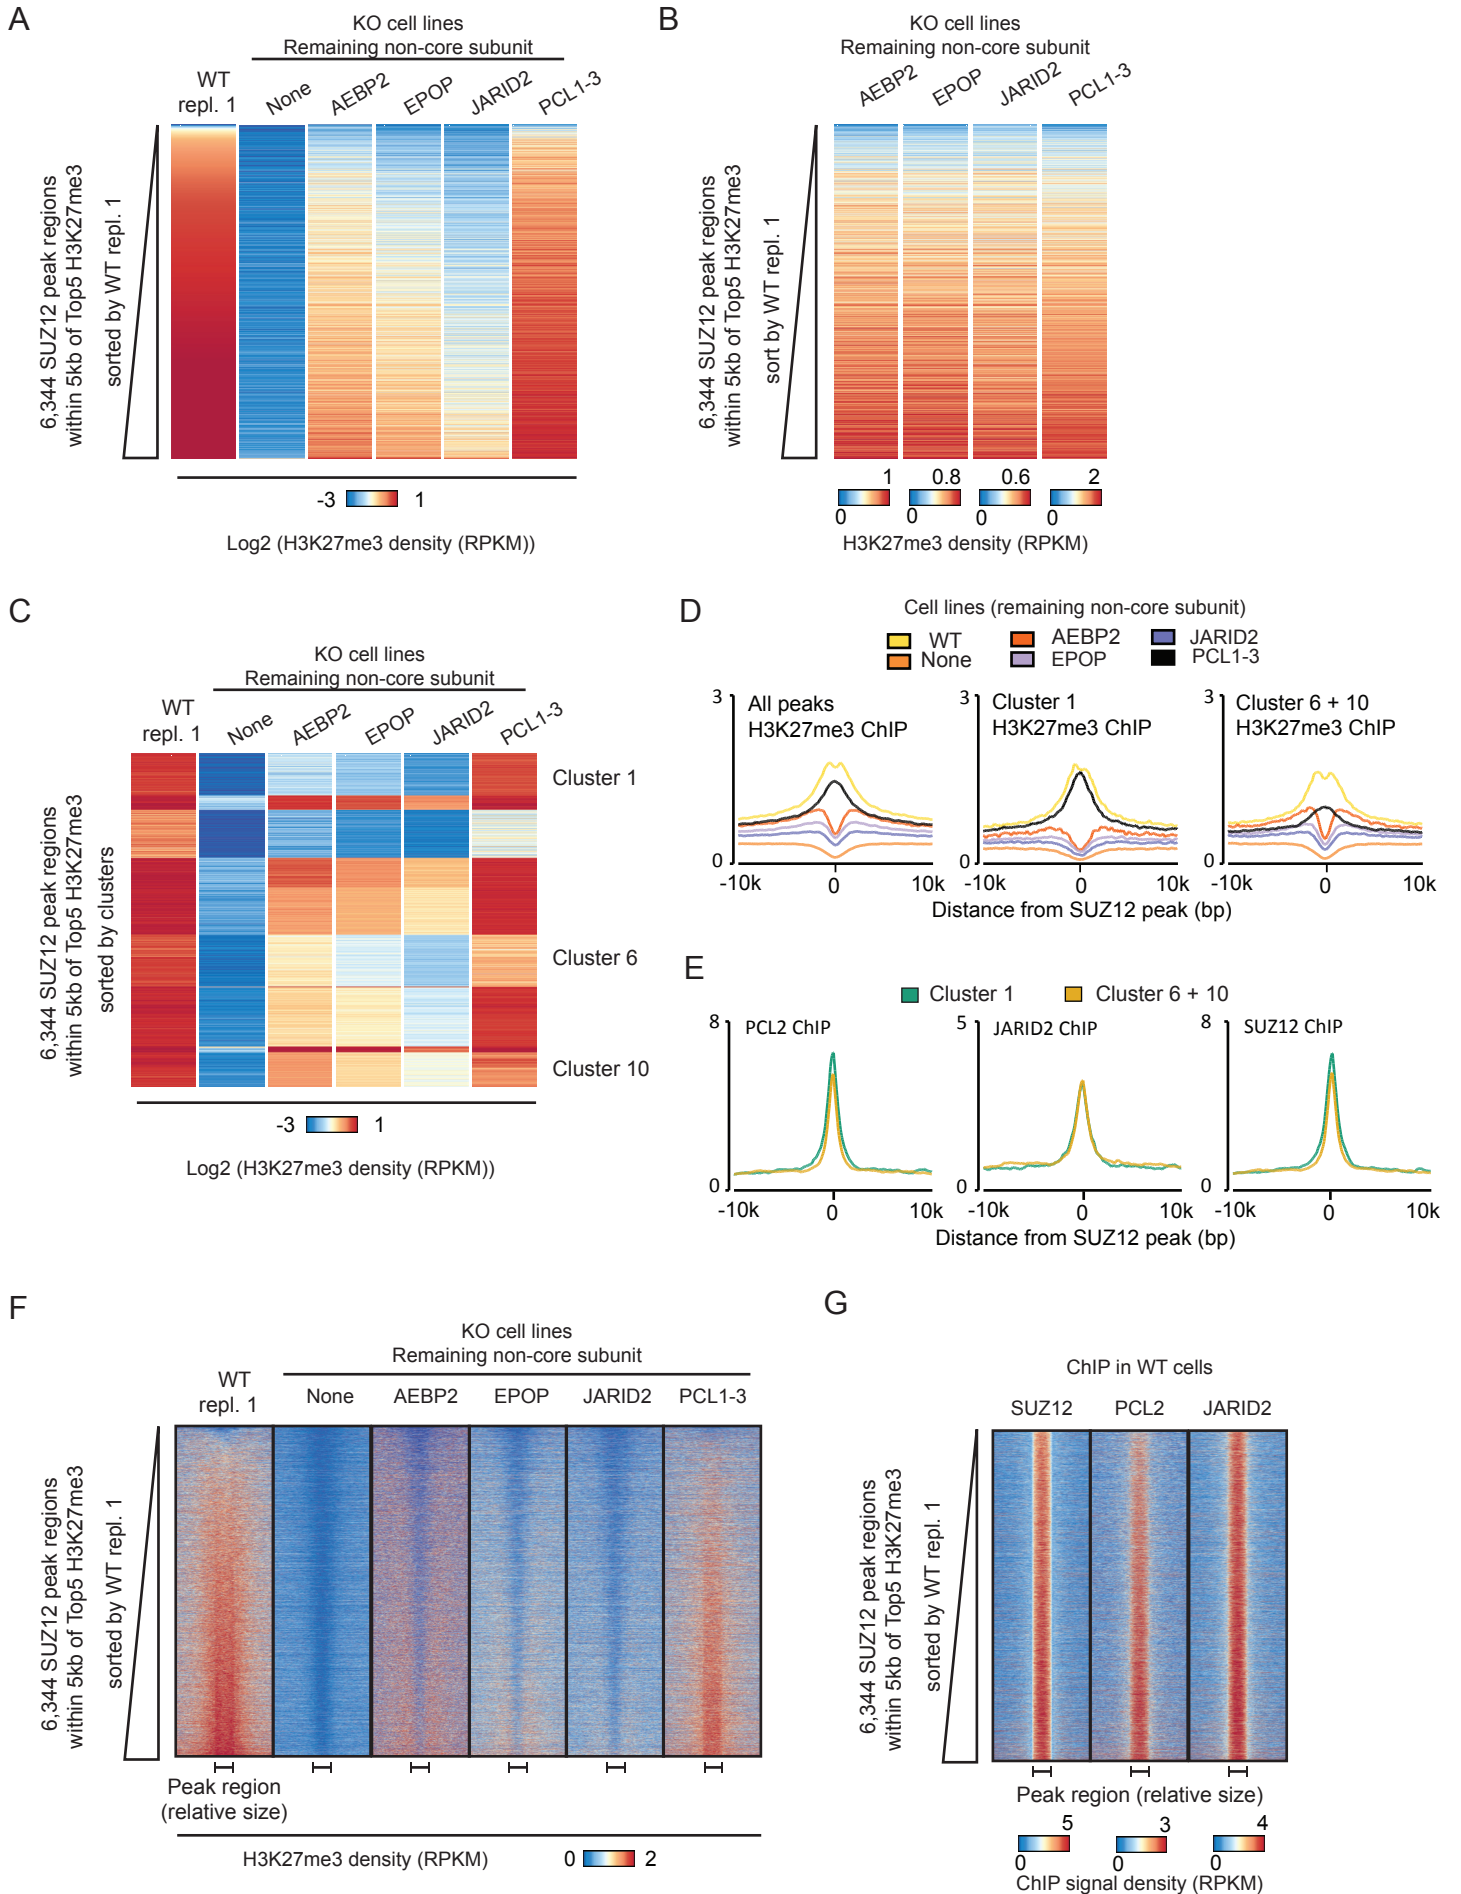 A
KO cell lines
Remaining non-core subunit
WT
repl. 1
None
AEBP2
EPOP
JARID2
PCL1-3
6,344 SUZ12 peak regions
within 5kb of Top5 H3K27me3
sorted by WT repl. 1
-3
1
Log2 (H3K27me3 density (RPKM))
B
KO cell lines
Remaining non-core subunit
AEBP2
EPOP
JARID2
PCL1-3
6,344 SUZ12 peak regions
within 5kb of Top5 H3K27me3
sort by WT repl. 1
1
0.8
0.6
2
0
0
0
0
H3K27me3 density (RPKM)
C
KO cell lines
Remaining non-core subunit
WT
repl. 1
None
AEBP2
EPOP
JARID2
PCL1-3
6,344 SUZ12 peak regions
within 5kb of Top5 H3K27me3
sorted by clusters
Cluster 1
Cluster 6
Cluster 10
-3
1
Log2 (H3K27me3 density (RPKM))
D
Cell lines (remaining non-core subunit)
WT
AEBP2
JARID2
None
EPOP
PCL1-3
3
All peaks
H3K27me3 ChIP
0
-10k
0
10k
3
Cluster 1
H3K27me3 ChIP
0
-10k
0
10k
3
Cluster 6 + 10
H3K27me3 ChIP
0
-10k
0
10k
Distance from SUZ12 peak (bp)
E
Cluster 1
Cluster 6 + 10
8
PCL2 ChIP
0
-10k
0
10k
5
JARID2 ChIP
0
-10k
0
10k
8
SUZ12 ChIP
0
-10k
0
10k
Distance from SUZ12 peak (bp)
F
KO cell lines
Remaining non-core subunit
WT
repl. 1
None
AEBP2
EPOP
JARID2
PCL1-3
6,344 SUZ12 peak regions
within 5kb of Top5 H3K27me3
sorted by WT repl. 1
Peak region
(relative size)
H3K27me3 density (RPKM)
0
2
G
ChIP in WT cells
SUZ12
PCL2
JARID2
6,344 SUZ12 peak regions
within 5kb of Top5 H3K27me3
sorted by WT repl. 1
Peak region (relative size)
5
3
4
0
0
0
ChIP signal density (RPKM)